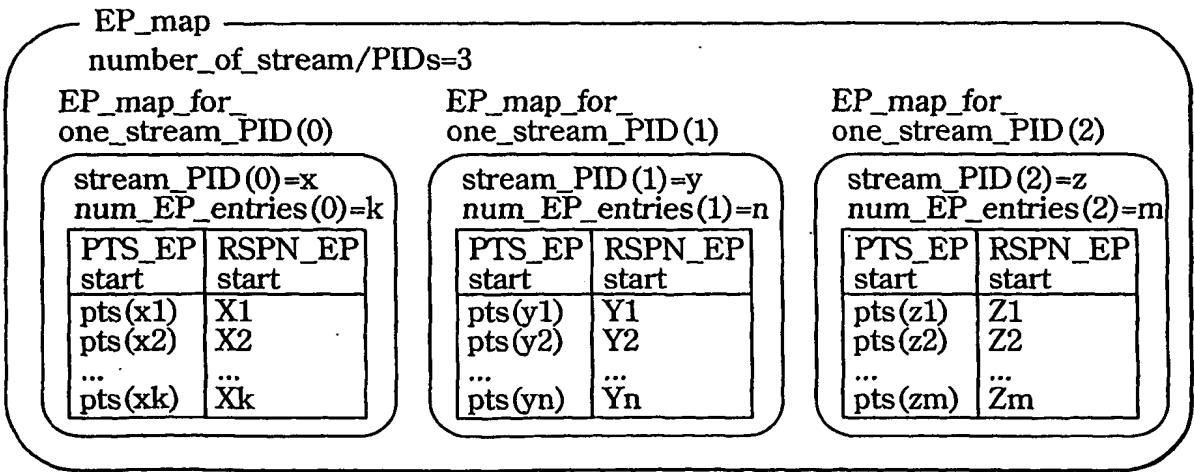 EP_map
number_of_stream/PIDs=3
EP_map_for_
one_stream_PID(0)
stream_PID(0)=x
num_EP_entries(0)=k
PTS_EP RSPN_EP
start start
pts(x1) X1
pts(x2) X2
... ...
pts(xk) Xk
EP_map_for_
one_stream_PID(1)
stream_PID(1)=y
num_EP_entries(1)=n
PTS_EP RSPN_EP
start start
pts(y1) Y1
pts(y2) Y2
... ...
pts(yn) Yn
EP_map_for_
one_stream_PID(2)
stream_PID(2)=z
num_EP_entries(2)=m
PTS_EP RSPN_EP
start start
pts(z1) Z1
pts(z2) Z2
... ...
pts(zm) Zm